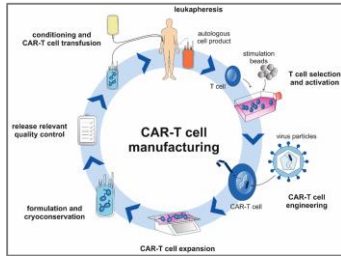 leukapheresis
conditioning and
CAR-T cell transfusion
autologous
cell product
stimulation
beads
T cell
T cell selection
and activation
release relevant
quality control
CAR-T cell
manufacturing
virus particles
CAR-T cell
engineering
CAR-T cell
formulation and
cryoconservation
CAR-T cell expansion